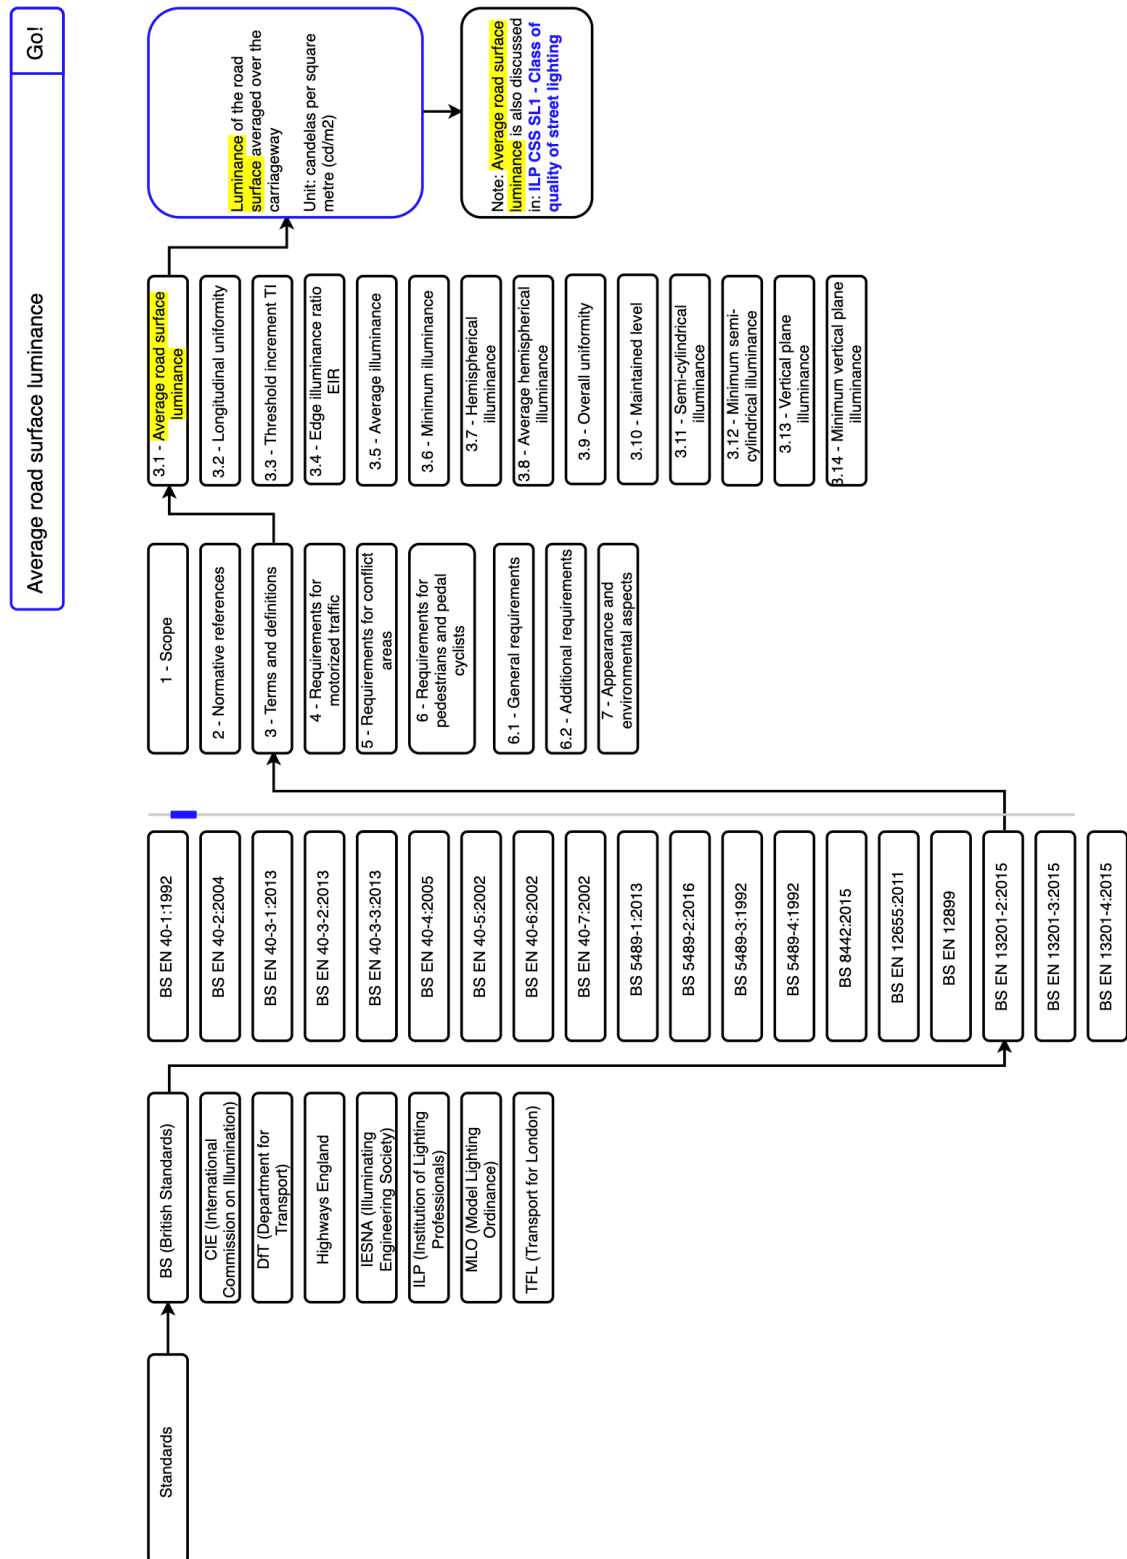 Average road surface luminance
Go!
Standards
BS (British Standards)
CIE (International
Commission on Illumination)
DfT (Department for
Transport)
Highways England
IESNA (Illuminating
Engineering Society)
ILP (Institution of Lighting
Professionals)
MLO (Model Lighting
Ordinance)
TFL (Transport for London)
BS EN 40-1:1992
BS EN 40-2:2004
BS EN 40-3-1:2013
BS EN 40-3-2:2013
BS EN 40-3-3:2013
BS EN 40-4:2005
BS EN 40-5:2002
BS EN 40-6:2002
BS EN 40-7:2002
BS 5489-1:2013
BS 5489-2:2016
BS 5489-3:1992
BS 5489-4:1992
BS 8442:2015
BS EN 12655:2011
BS EN 12899
BS EN 13201-2:2015
BS EN 13201-3:2015
BS EN 13201-4:2015
1 - Scope
2 - Normative references
3 - Terms and definitions
4 - Requirements for
motorized traffic
5 - Requirements for conflict
areas
6 - Requirements for
pedestrians and pedal
cyclists
6.1 - General requirements
6.2 - Additional requirements
7 - Appearance and
environmental aspects
3.1 - Average road surface
luminance
3.2 - Longitudinal uniformity
3.3 - Threshold increment TI
3.4 - Edge illuminance ratio
EIR
3.5 - Average illuminance
3.6 - Minimum illuminance
3.7 - Hemispherical
illuminance
3.8 - Average hemispherical
illuminance
3.9 - Overall uniformity
3.10 - Maintained level
3.11 - Semi-cylindrical
illuminance
3.12 - Minimum semi-
cylindrical illuminance
3.13 - Vertical plane
illuminance
3.14 - Minimum vertical plane
illuminance
Luminance of the road
surface averaged over the
carriageway
Unit: candelas per square
metre (cd/m2)
Note: Average road surface
luminance is also discussed
in: ILP CSS SL1 - Class of
quality of street lighting